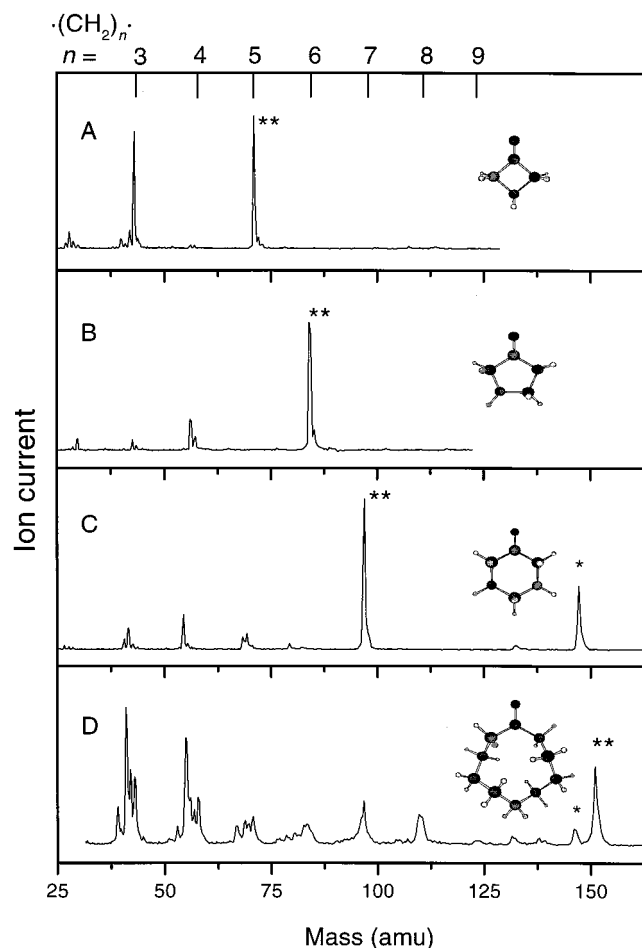 ·(CH₂)ₙ·
n = 3 4 5 6 7 8 9
A **
B **
C ** *
D * **
Ion current
25 50 75 100 125 150
Mass (amu)